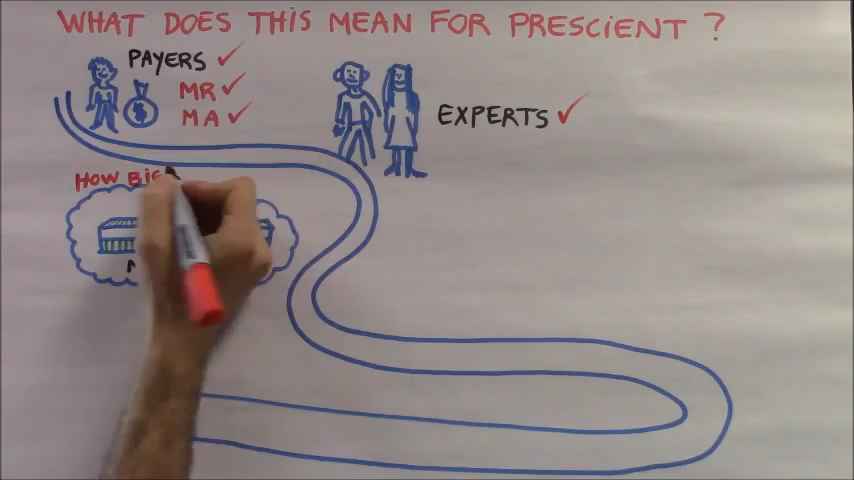 WHAT DOES THIS MEAN FOR PRESCIENT ?
PAYERS ✓
MR ✓
MA ✓
$
EXPERTS ✓
HOW BIG